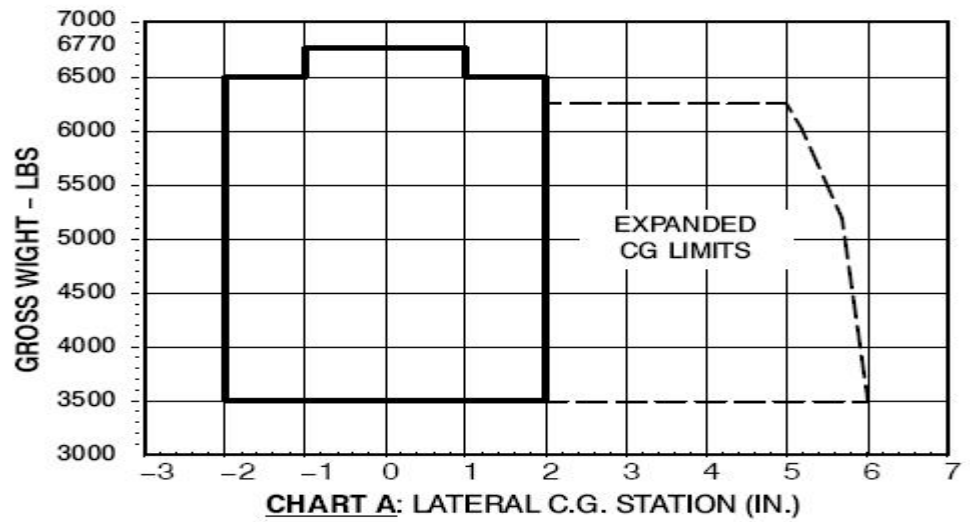 7000
6770
6500
6000
5500
5000
4500
4000
3500
3000
GROSS WIGHT – LBS
EXPANDED
CG LIMITS
–3 –2 –1 0 1 2 3 4 5 6 7
CHART A: LATERAL C.G. STATION (IN.)